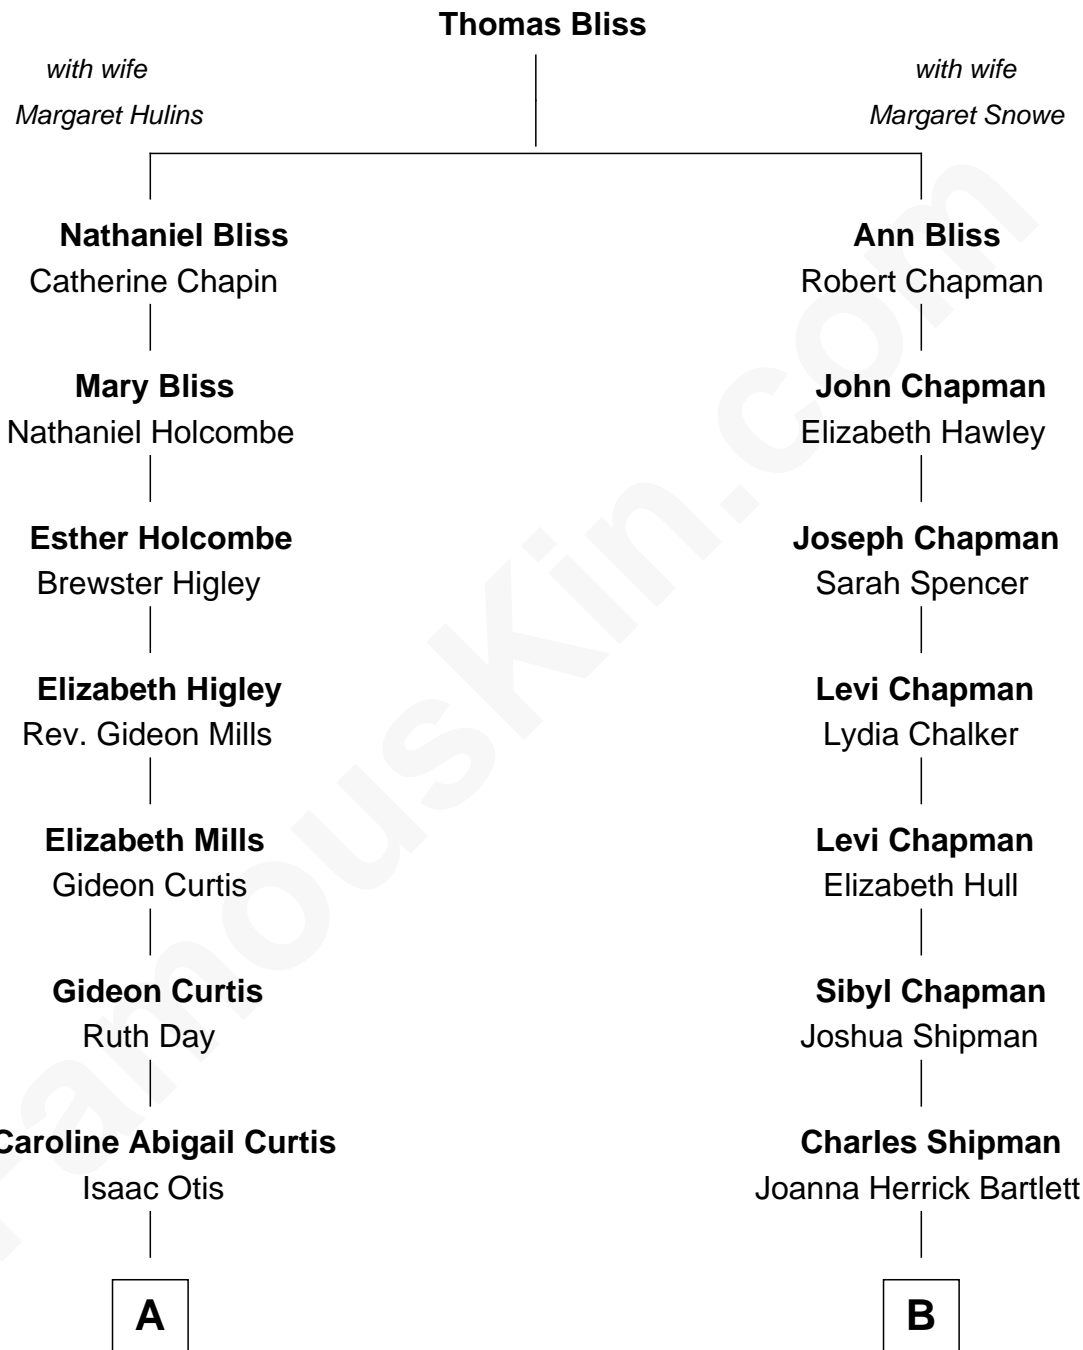 Thomas Bliss
with wife
Margaret Hulins
with wife
Margaret Snowe
Nathaniel Bliss
Catherine Chapin
Ann Bliss
Robert Chapman
Mary Bliss
Nathaniel Holcombe
John Chapman
Elizabeth Hawley
Esther Holcombe
Brewster Higley
Joseph Chapman
Sarah Spencer
Elizabeth Higley
Rev. Gideon Mills
Levi Chapman
Lydia Chalker
Elizabeth Mills
Gideon Curtis
Levi Chapman
Elizabeth Hull
Gideon Curtis
Ruth Day
Sibyl Chapman
Joshua Shipman
Caroline Abigail Curtis
Isaac Otis
Charles Shipman
Joanna Herrick Bartlett
A
B
FamousKin.com